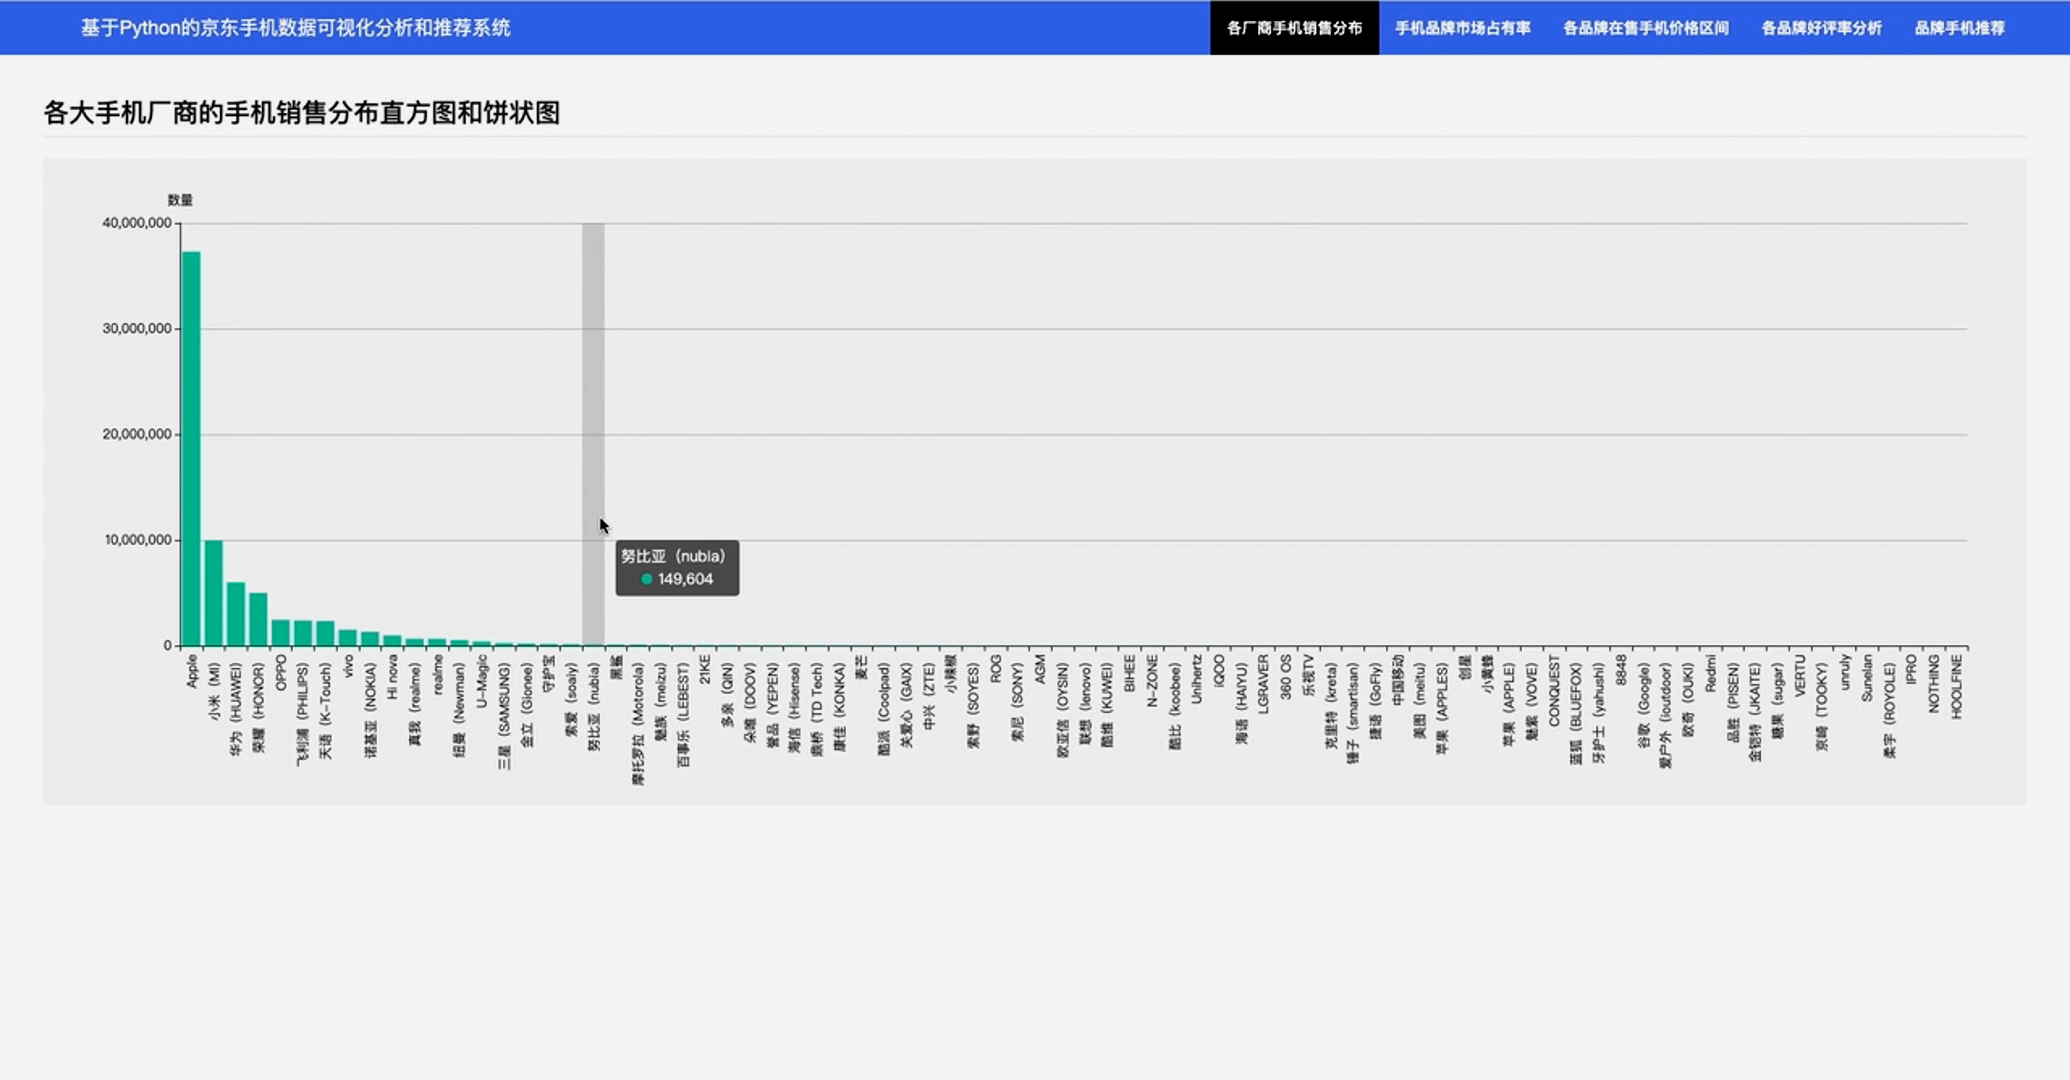 基于Python的京东手机数据可视化分析和推荐系统
各厂商手机销售分布
手机品牌市场占有率
各品牌在售手机价格区间
各品牌好评率分析
品牌手机推荐
各大手机厂商的手机销售分布直方图和饼状图
数量
40,000,000
30,000,000
20,000,000
10,000,000
0
努比亚（nubia）
149,604
Apple
小米（MI）
华为（HUAWEI）
荣耀（HONOR）
OPPO
飞利浦（PHILIPS）
天语（K-Touch）
vivo
诺基亚（NOKIA）
Hi nova
真我（realme）
realme
纽曼（Newman）
U-Magic
三星（SAMSUNG）
金立（Gionee）
守护宝
索爱（soaiy）
努比亚（nubia）
黑鲨
摩托罗拉（Motorola）
魅族（meizu）
百事乐（LEBEST）
21KE
多亲（QIN）
朵唯（DOOV）
誉品（YEPEN）
海信（Hisense）
鼎桥（TD Tech）
康佳（KONKA）
麦芒
酷派（Coolpad）
关爱心（GAIX）
中兴（ZTE）
小辣椒
索野（SOYES）
ROG
索尼（SONY）
AGM
欧亚信（OYSIN）
联想（lenovo）
酷维（KUWEI）
BIHEE
N-ZONE
酷比（koobee）
Unihertz
iQOO
海语（HAIYU）
LGRAVER
360 OS
乐视TV
克里特（kreta）
锤子（smartisan）
捷语（GoFly）
中国移动
美图（meitu）
苹果（APPLES）
创星
小黄蜂
苹果（APPLE）
魅紫（VOVE）
CONQUEST
蓝狐（BLUEFOX）
牙护士（yahushi）
8848
谷歌（Google）
爱户外（ioutdoor）
欧奇（OUKI）
Redmi
品胜（PISEN）
金铠特（JKAITE）
糖果（sugar）
VERTU
京崎（TOOKY）
unruly
Sunelan
柔宇（ROYOLE）
IPRO
NOTHING
HOOLFINE